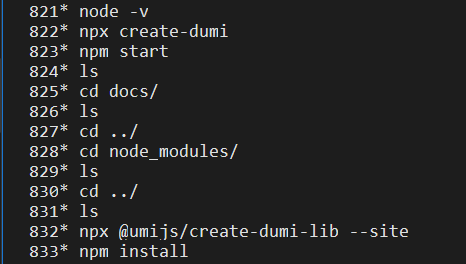 821* node -v
822* npx create-dumi
823* npm start
824* ls
825* cd docs/
826* ls
827* cd ../
828* cd node_modules/
829* ls
830* cd ../
831* ls
832* npx @umijs/create-dumi-lib --site
833* npm install